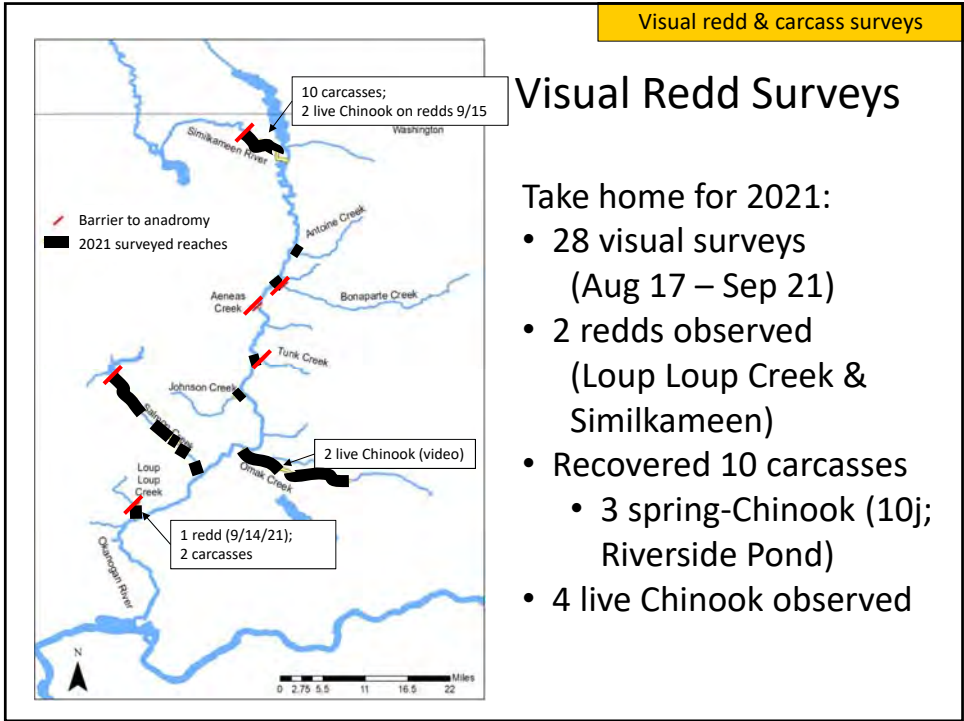 Visual redd & carcass surveys
Visual Redd Surveys
Take home for 2021:
• 28 visual surveys
(Aug 17 – Sep 21)
• 2 redds observed
(Loup Loup Creek &
Similkameen)
• Recovered 10 carcasses
• 3 spring-Chinook (10j;
Riverside Pond)
• 4 live Chinook observed
10 carcasses;
2 live Chinook on redds 9/15
Washington
Similkameen River
Barrier to anadromy
2021 surveyed reaches
Antoine Creek
Aeneas
Creek
Bonaparte Creek
Tunk Creek
Johnson Creek
Salmon Creek
2 live Chinook (video)
Omak Creek
Loup
Loup
Creek
1 redd (9/14/21);
2 carcasses
Okanogan River
N
Miles
0 2.75 5.5 11 16.5 22